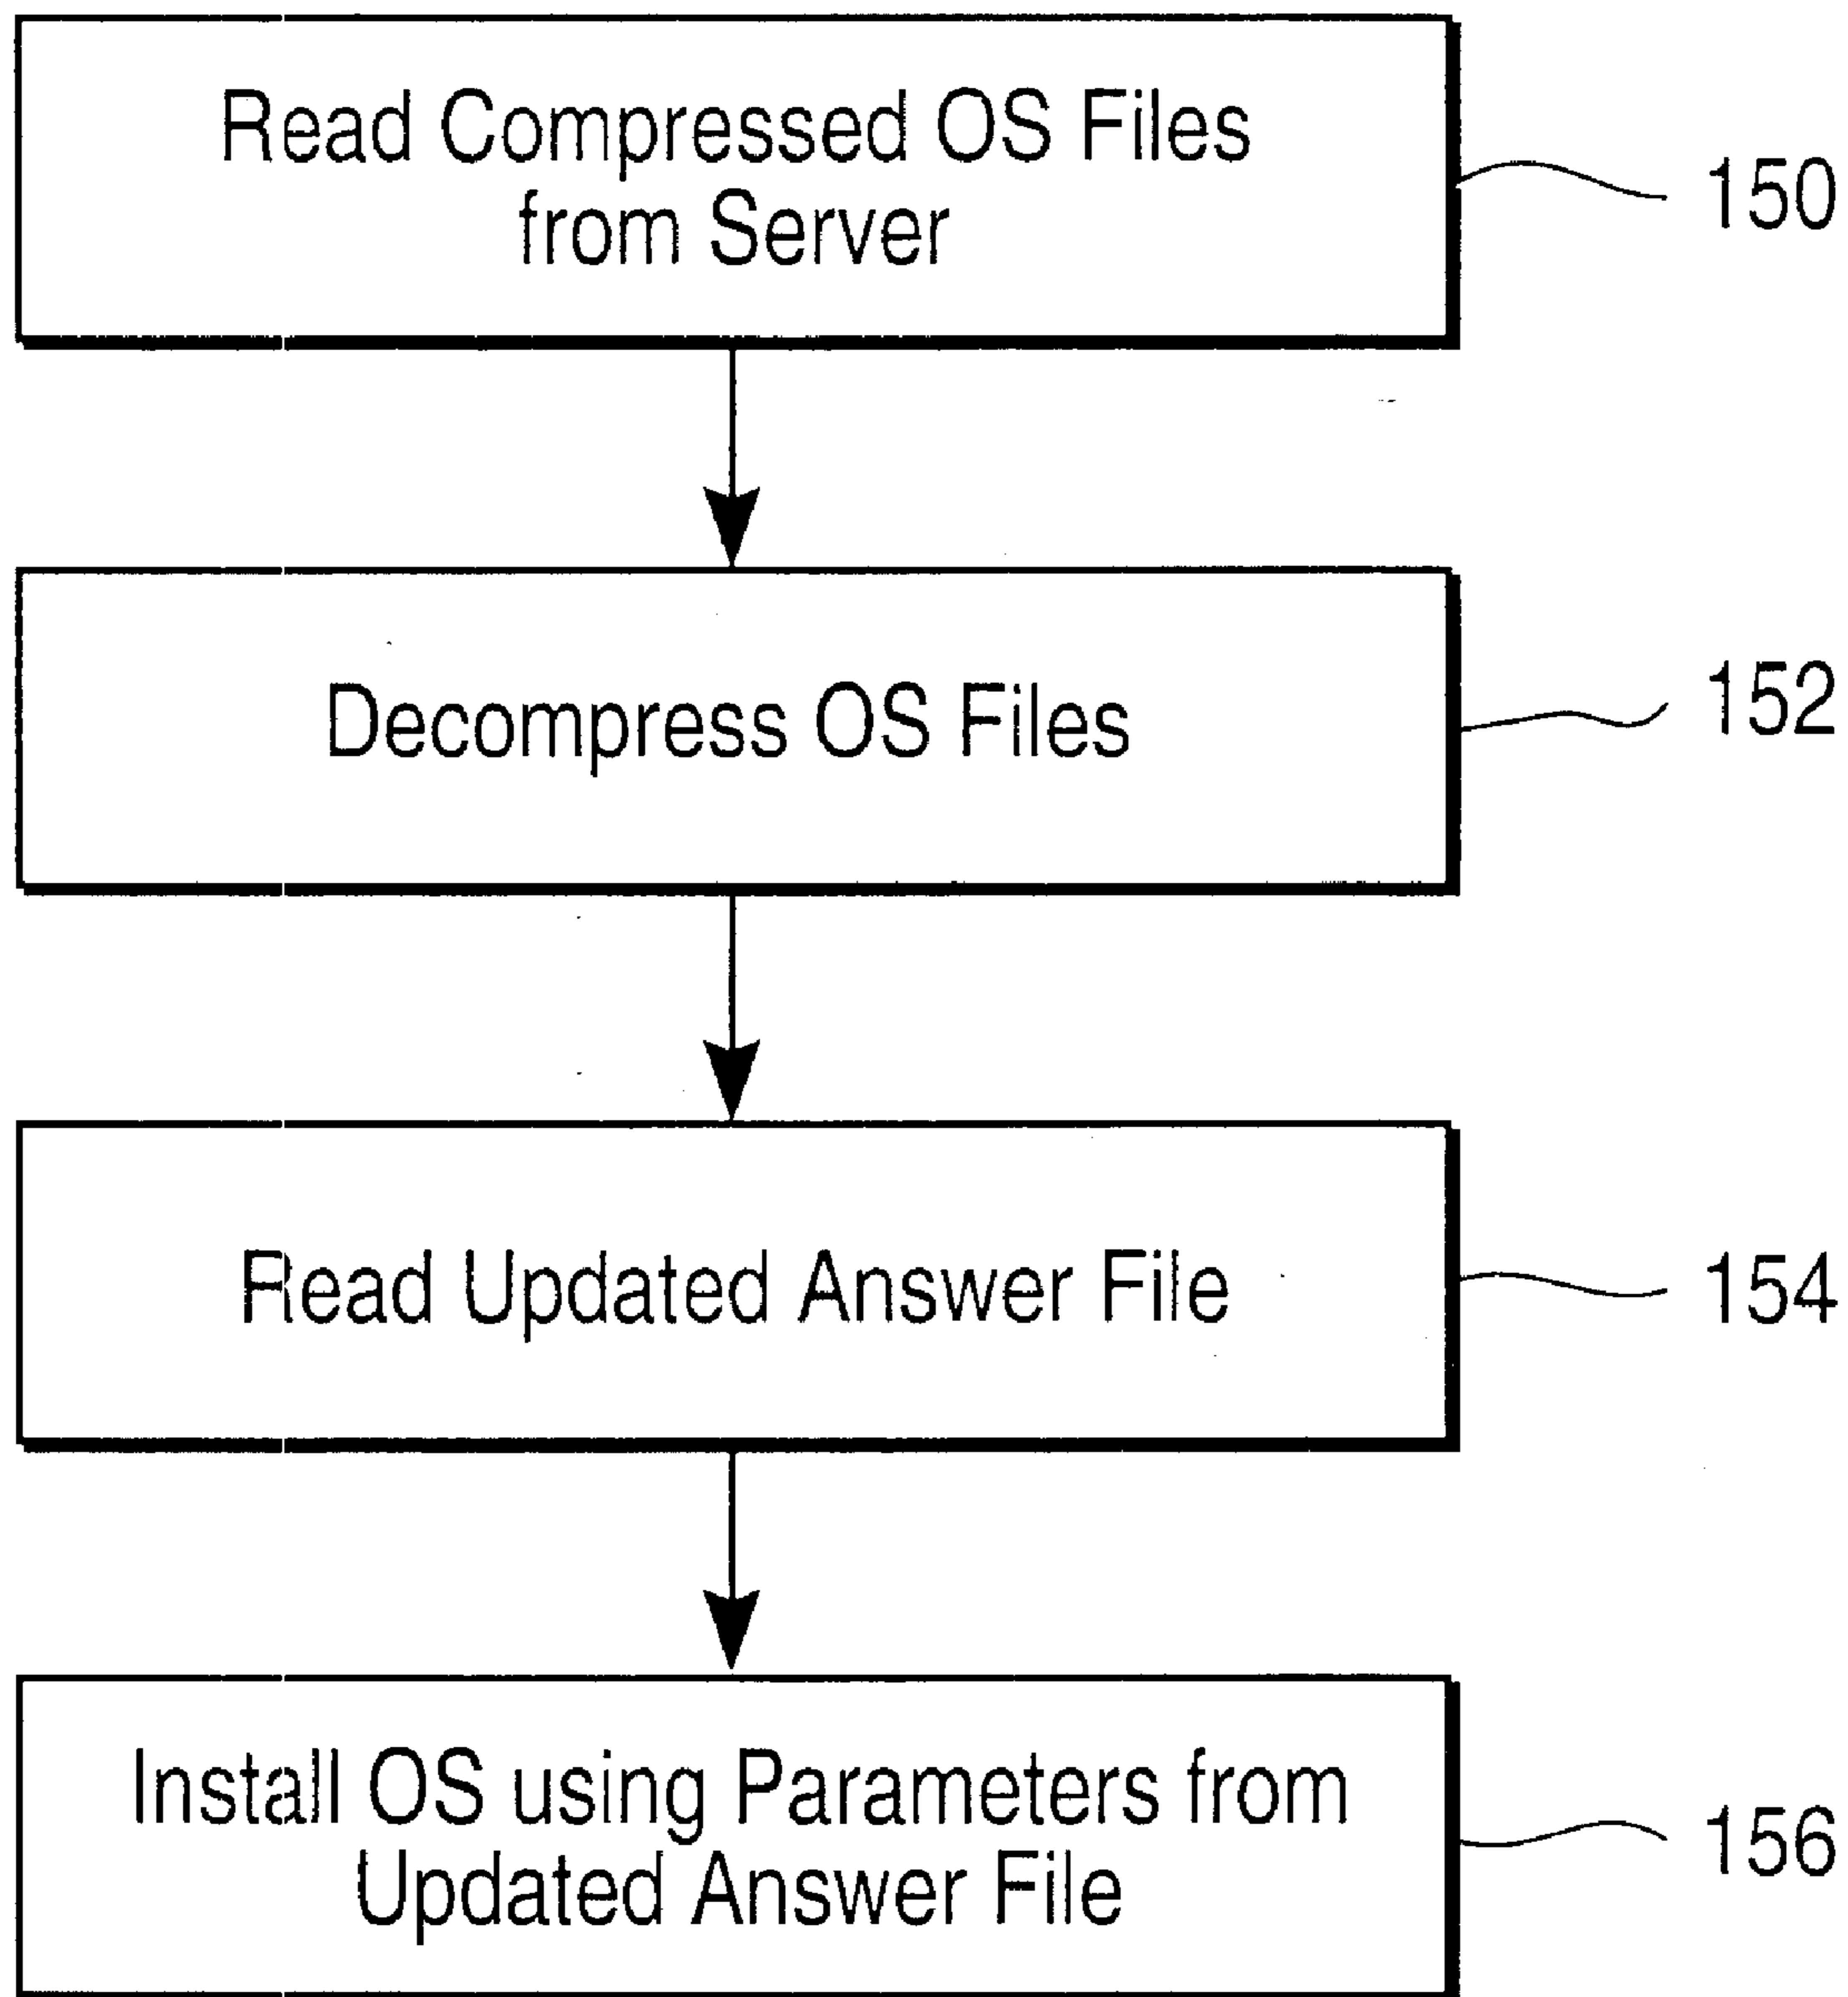 Read Compressed OS Files
from Server
150
Decompress OS Files
152
Read Updated Answer File
154
Install OS using Parameters from
Updated Answer File
156